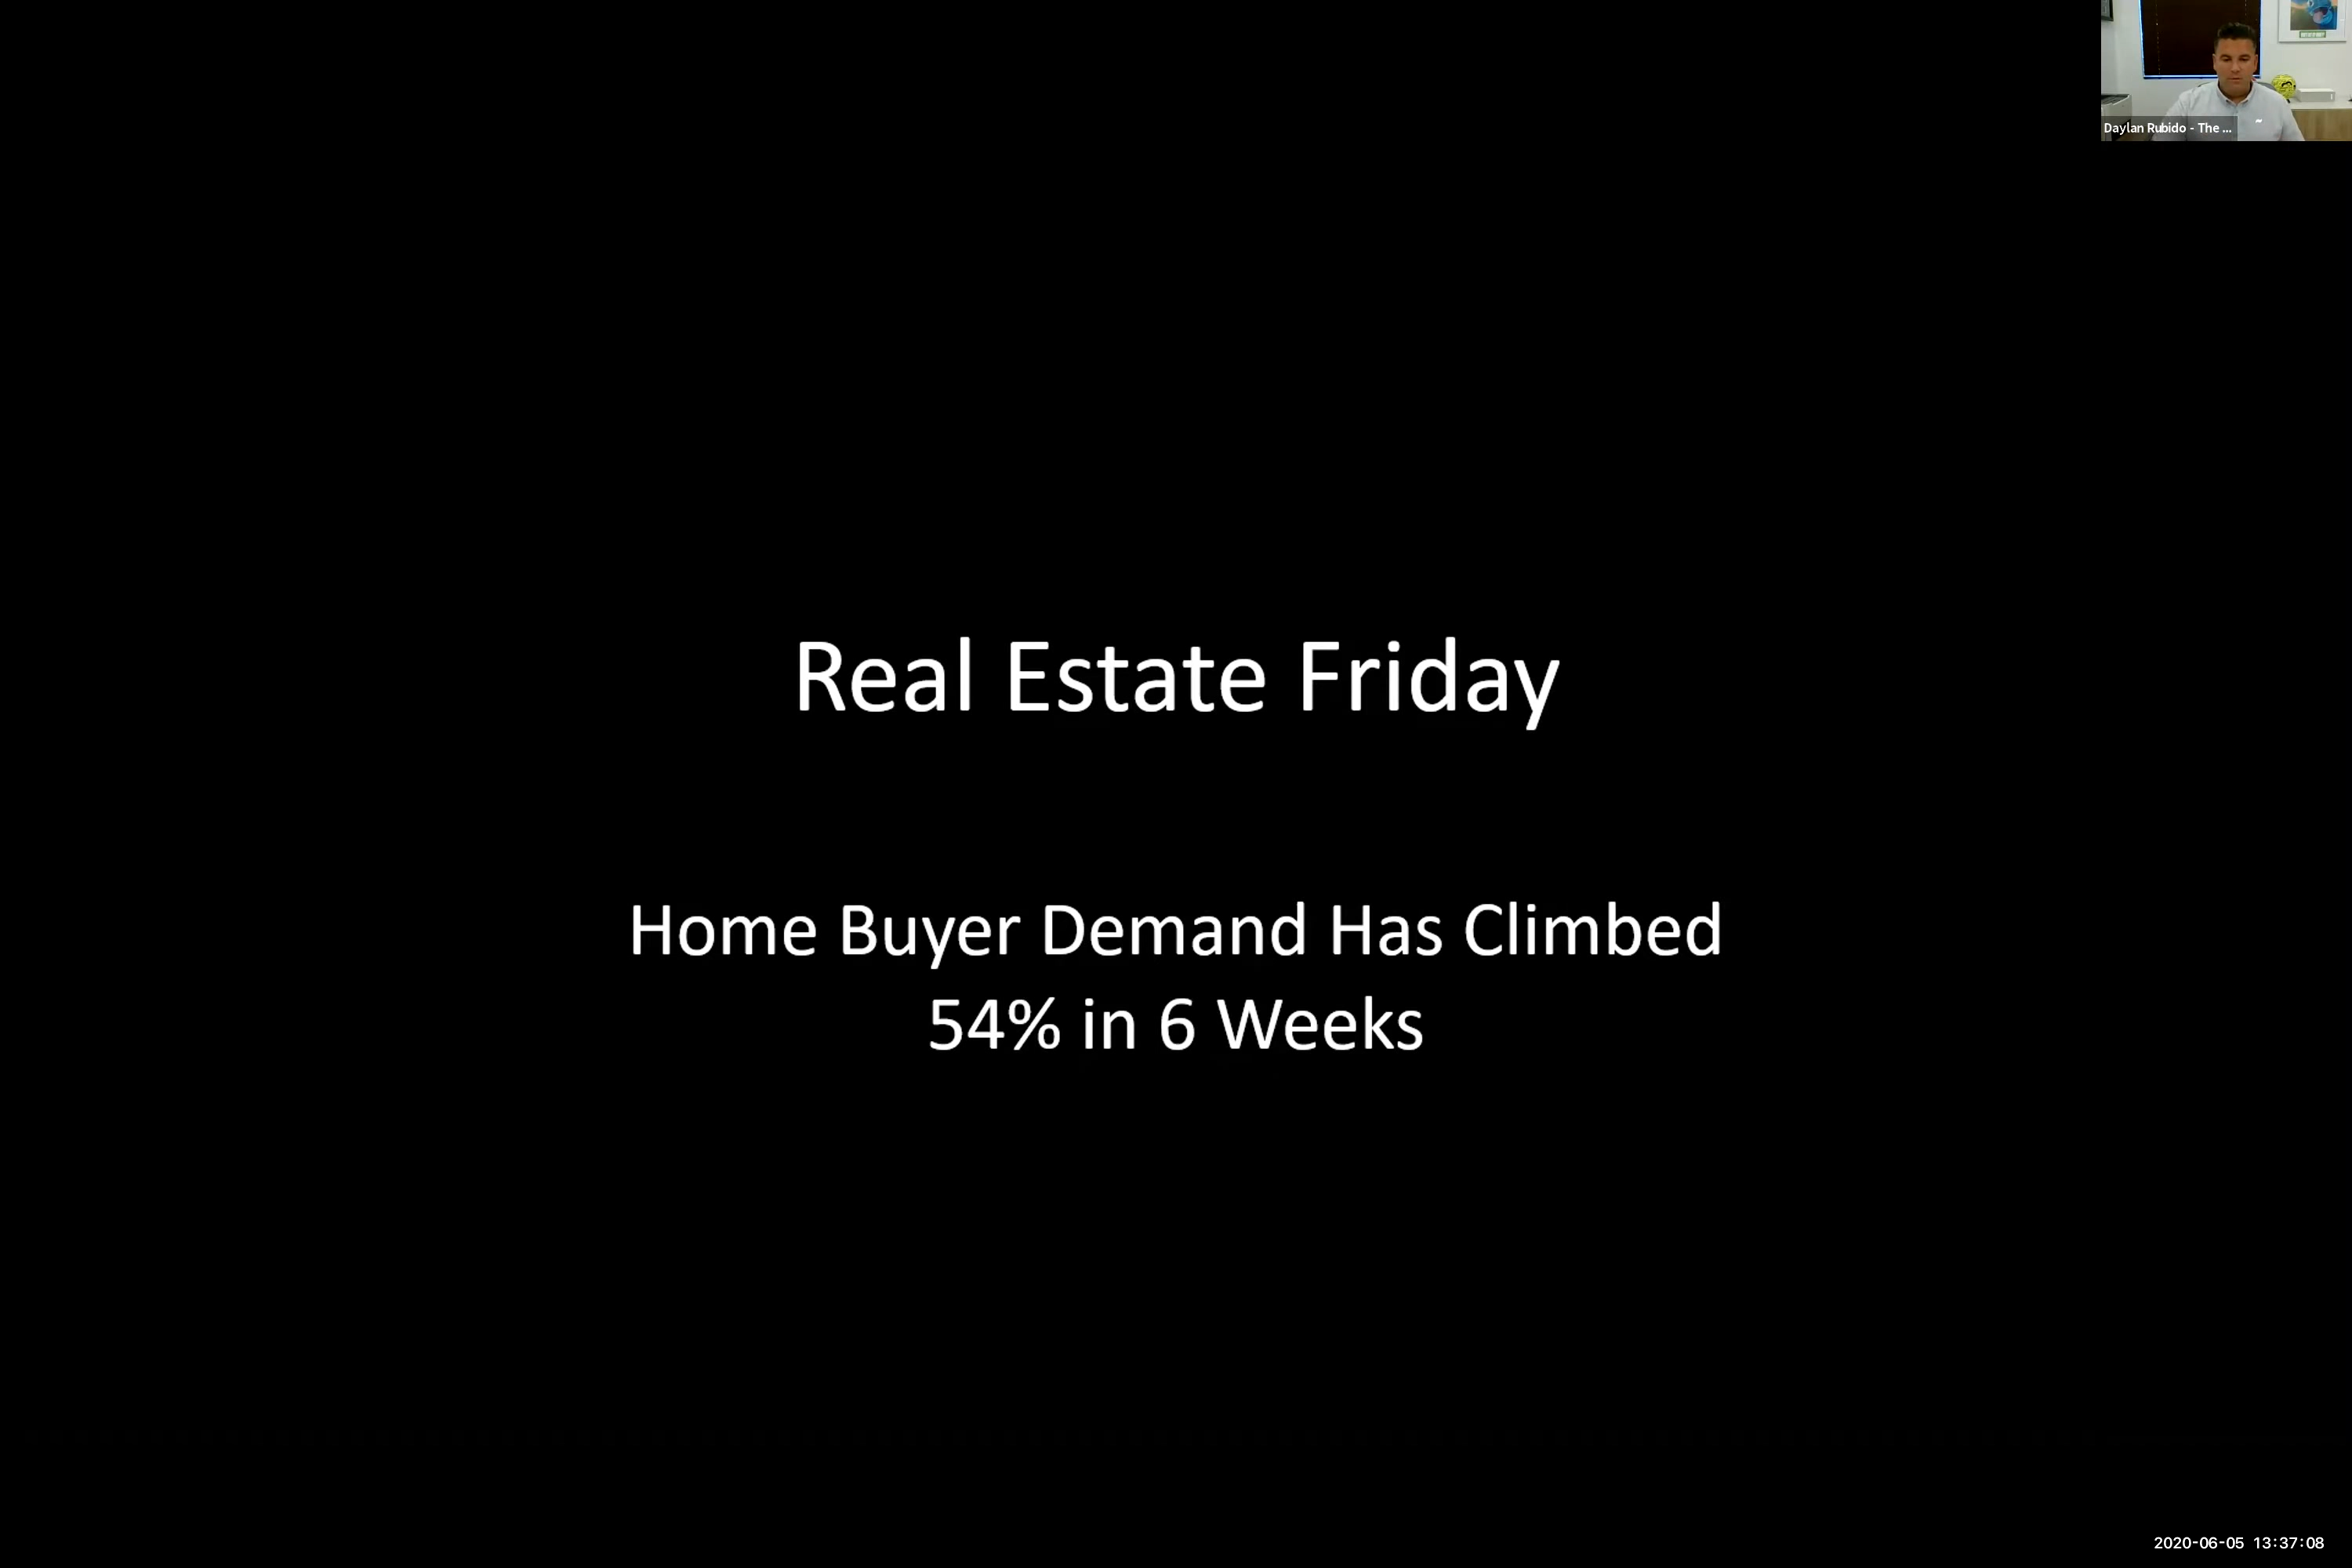 Daylan Rubido - The ...
Real Estate Friday
Home Buyer Demand Has Climbed
54% in 6 Weeks
2020-06-05 13:37:08